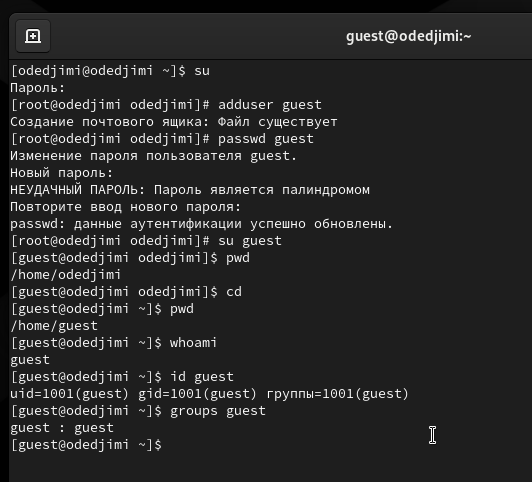 guest@odedjimi:~
[odedjimi@odedjimi ~]$ su
Пароль:
[root@odedjimi odedjimi]# adduser guest
Создание почтового ящика: Файл существует
[root@odedjimi odedjimi]# passwd guest
Изменение пароля пользователя guest.
Новый пароль:
НЕУДАЧНЫЙ ПАРОЛЬ: Пароль является палиндромом
Повторите ввод нового пароля:
passwd: данные аутентификации успешно обновлены.
[root@odedjimi odedjimi]# su guest
[guest@odedjimi odedjimi]$ pwd
/home/odedjimi
[guest@odedjimi odedjimi]$ cd
[guest@odedjimi ~]$ pwd
/home/guest
[guest@odedjimi ~]$ whoami
guest
[guest@odedjimi ~]$ id guest
uid=1001(guest) gid=1001(guest) группы=1001(guest)
[guest@odedjimi ~]$ groups guest
guest : guest
[guest@odedjimi ~]$